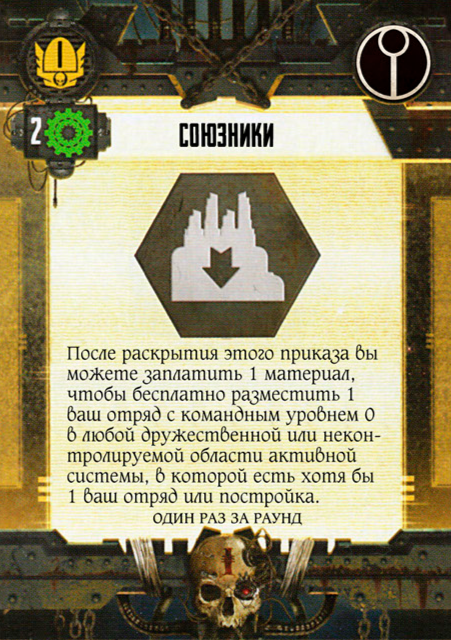 1
2
СОЮЗНИКИ
После раскрытия этого приказа вы
можете заплатить 1 материал,
чтобы бесплатно разместить 1
ваш отряд с командным уровнем 0
в любой дружественной или некон-
тролируемой области активной
системы, в которой есть хотя бы
1 ваш отряд или постройка.
ОДИН РАЗ ЗА РАУНД
I